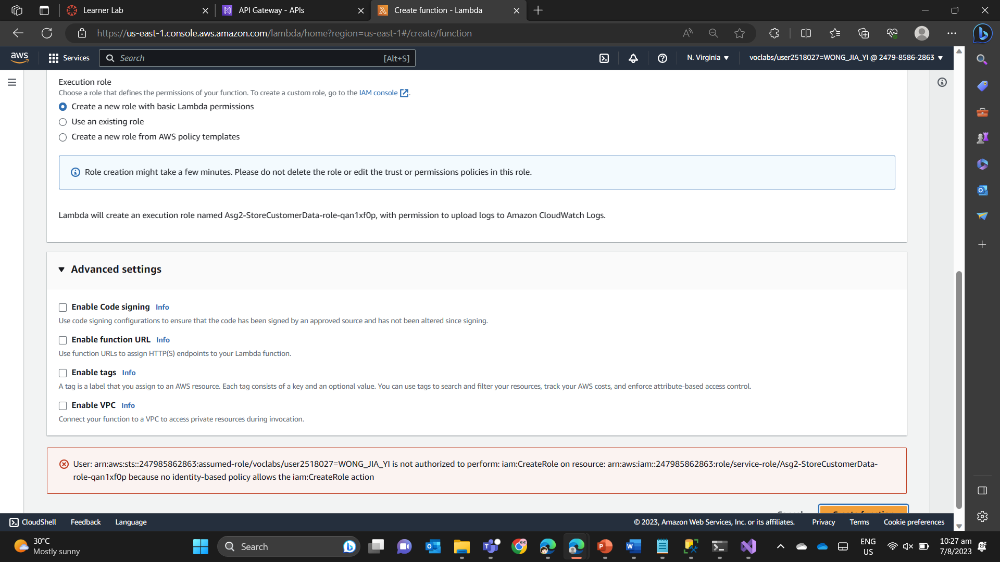 Learner Lab
API Gateway - APIs
Create function - Lambda
https://us-east-1.console.aws.amazon.com/lambda/home?region=us-east-1#/create/function
aws
Services
Search
[Alt+S]
N. Virginia
voclabs/user2518027=WONG_JIA_YI @ 2479-8586-2863
Execution role
Choose a role that defines the permissions of your function. To create a custom role, go to the IAM console.
Create a new role with basic Lambda permissions
Use an existing role
Create a new role from AWS policy templates
Role creation might take a few minutes. Please do not delete the role or edit the trust or permissions policies in this role.
Lambda will create an execution role named Asg2-StoreCustomerData-role-qan1xf0p, with permission to upload logs to Amazon CloudWatch Logs.
Advanced settings
Enable Code signing Info
Use code signing configurations to ensure that the code has been signed by an approved source and has not been altered since signing.
Enable function URL Info
Use function URLs to assign HTTP(S) endpoints to your Lambda function.
Enable tags Info
A tag is a label that you assign to an AWS resource. Each tag consists of a key and an optional value. You can use tags to search and filter your resources, track your AWS costs, and enforce attribute-based access control.
Enable VPC Info
Connect your function to a VPC to access private resources during invocation.
User: arn:aws:sts::247985862863:assumed-role/voclabs/user2518027=WONG_JIA_YI is not authorized to perform: iam:CreateRole on resource: arn:aws:iam::247985862863:role/service-role/Asg2-StoreCustomerData-
role-qan1xf0p because no identity-based policy allows the iam:CreateRole action
Cancel
Create function
CloudShell
Feedback
Language
© 2023, Amazon Web Services, Inc. or its affiliates.
Privacy
Terms
Cookie preferences
30°C
Mostly sunny
Search
ENG
US
10:27 am
7/8/2023